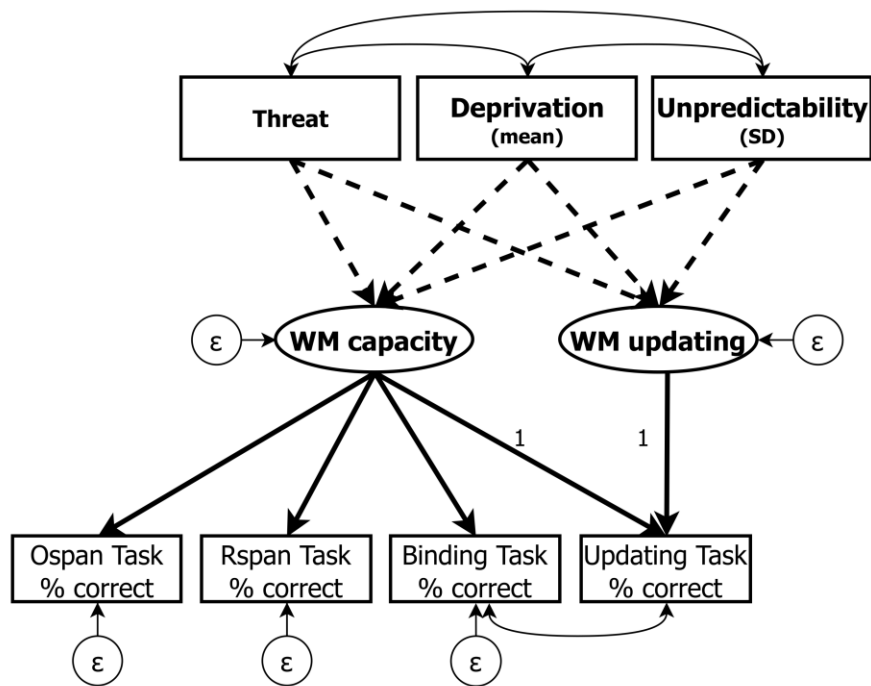 Threat
Deprivation
(mean)
Unpredictability
(SD)
ε
WM capacity
WM updating
ε
1
1
Ospan Task
% correct
Rspan Task
% correct
Binding Task
% correct
Updating Task
% correct
ε
ε
ε